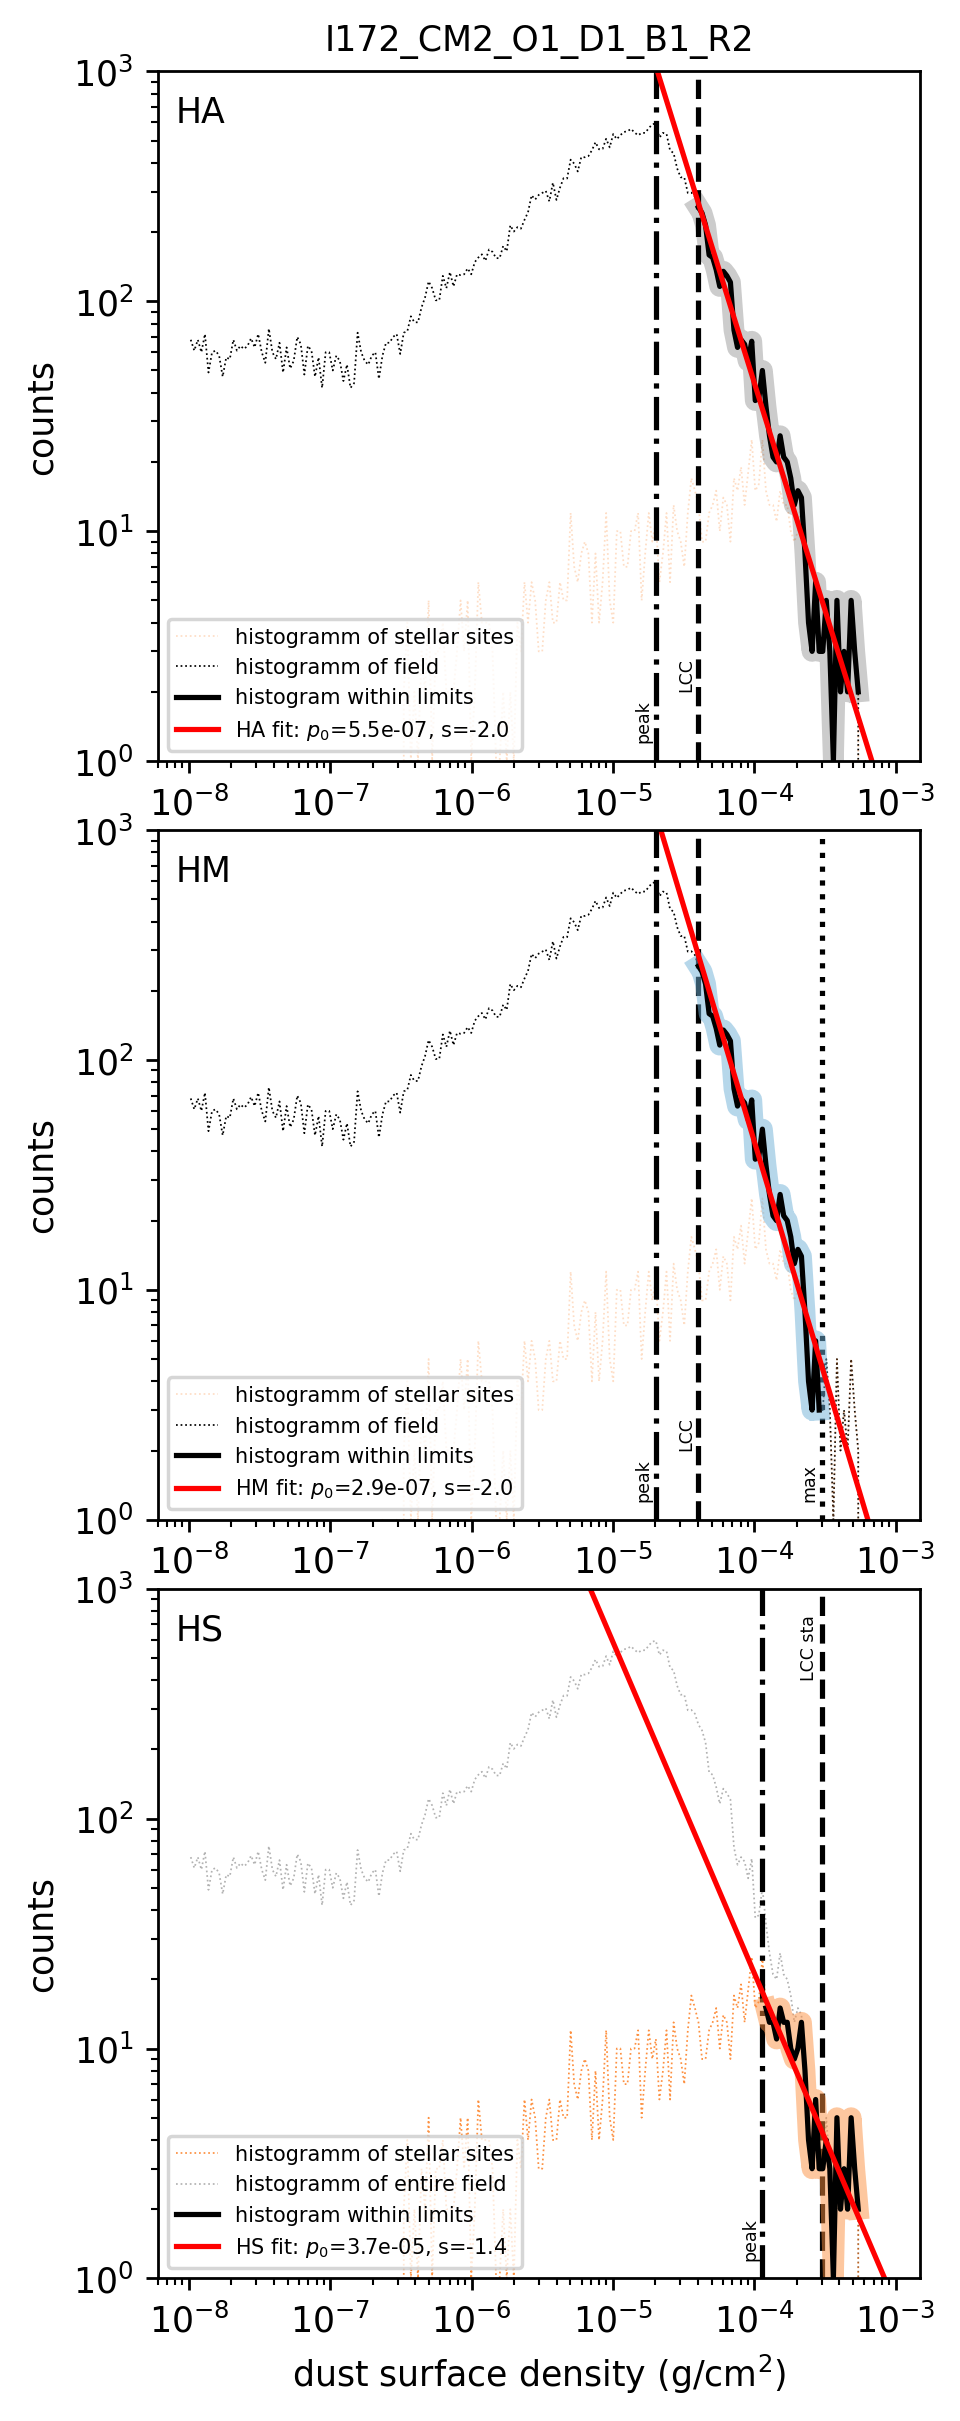 I172_CM2_O1_D1_B1_R2
HA
10³
10²
10¹
10⁰
counts
peak
LCC
histogramm of stellar sites
histogramm of field
histogram within limits
HA fit: p₀=5.5e-07, s=-2.0
10⁻⁸ 10⁻⁷ 10⁻⁶ 10⁻⁵ 10⁻⁴ 10⁻³
HM
10³
10²
10¹
10⁰
counts
peak
LCC
max
histogramm of stellar sites
histogramm of field
histogram within limits
HM fit: p₀=2.9e-07, s=-2.0
10⁻⁸ 10⁻⁷ 10⁻⁶ 10⁻⁵ 10⁻⁴ 10⁻³
HS
10³
10²
10¹
10⁰
counts
LCC sta
peak
histogramm of stellar sites
histogramm of entire field
histogram within limits
HS fit: p₀=3.7e-05, s=-1.4
10⁻⁸ 10⁻⁷ 10⁻⁶ 10⁻⁵ 10⁻⁴ 10⁻³
dust surface density (g/cm²)